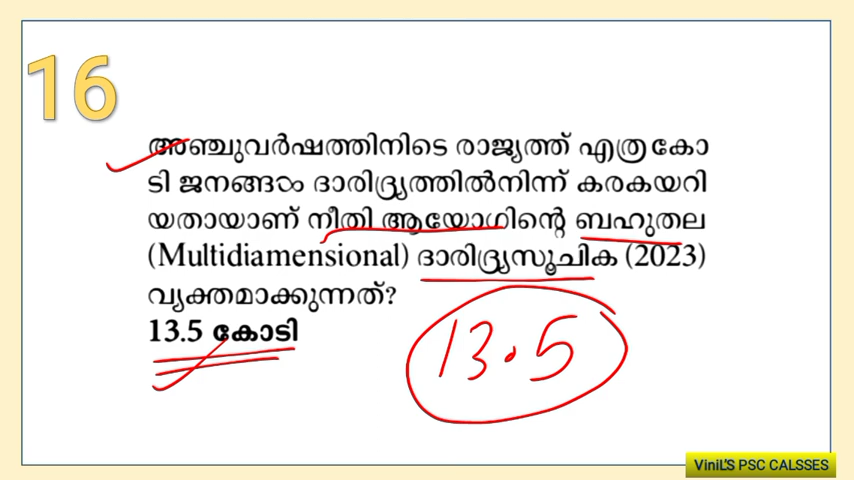 16
അഞ്ചുവർഷത്തിനിടെ രാജ്യത്ത് എത്ര കോ
ടി ജനങ്ങൾ ദാരിദ്ര്യത്തിൽനിന്ന് കരകയറി
യതായാണ് നീതി ആയോഗിന്റെ ബഹുതല
(Multidiamensional) ദാരിദ്ര്യസൂചിക (2023)
വ്യക്തമാക്കുന്നത്?
13.5 കോടി
13.5
ViniL'S PSC CALSSES